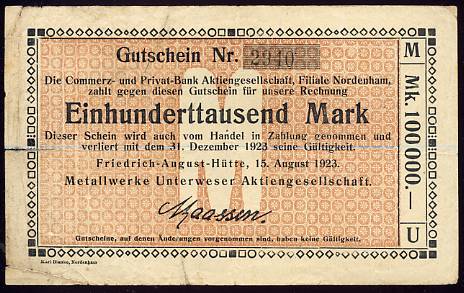 Gutschein Nr. 2940
Die Commerz- und Privat-Bank Aktiengesellschaft, Filiale Nordenham,
zahlt gegen diesen Gutschein für unsere Rechnung
Einhunderttausend Mark
Dieser Schein wird auch vom Handel in Zahlung genommen und
verliert mit dem 31. Dezember 1923 seine Gültigkeit.
Friedrich-August-Hütte, 15. August 1923.
Metallwerke Unterweser Aktiengesellschaft.
Maassen.
Gutscheine, auf denen Änderungen vorgenommen sind, haben keine Gültigkeit.
M
Mk. 100000.—
U
Karl Nordenham